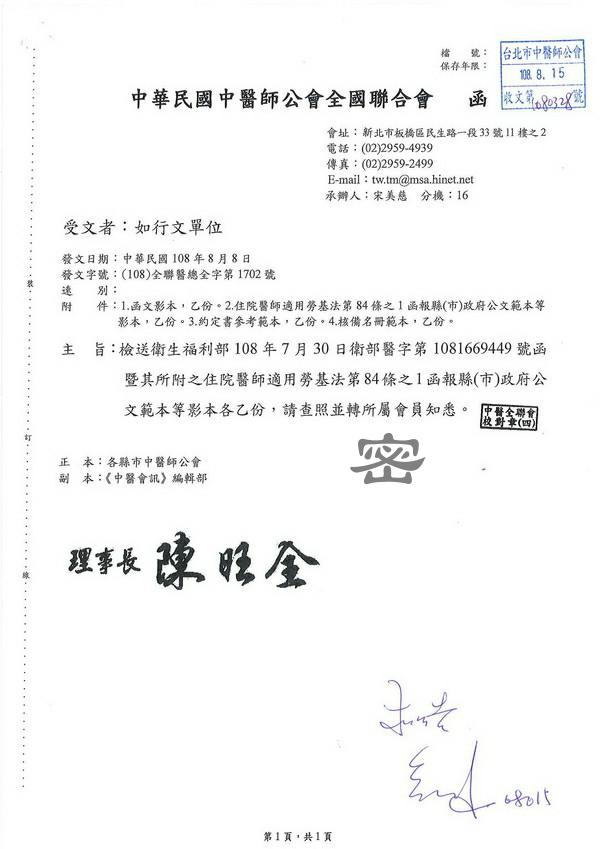 檔　　號：
保存年限：
台北市中醫師公會
108. 8. 15
收文第1080328號
中華民國中醫師公會全國聯合會　　函
會址：新北市板橋區民生路一段33號11樓之2
電話：(02)2959-4939
傳真：(02)2959-2499
E-mail：tw.tm@msa.hinet.net
承辦人：宋美慈　分機：16
受文者：如行文單位
發文日期：中華民國108年8月8日
發文字號：(108)全聯醫總全字第1702號
速　　別：
附　　件：1.函文影本，乙份。2.住院醫師適用勞基法第84條之1函報縣(市)政府公文範本等
影本，乙份。3.約定書參考範本，乙份。4.核備名冊範本，乙份。
主　旨：檢送衛生福利部108年7月30日衛部醫字第1081669449號函
暨其所附之住院醫師適用勞基法第84條之1函報縣(市)政府公
文範本等影本各乙份，請查照並轉所屬會員知悉。
中醫全聯會
校對章(四)
密
正　本：各縣市中醫師公會
副　本：《中醫會訊》編輯部
理事長 陳旺全
裝
訂
線
08015
第1頁，共1頁